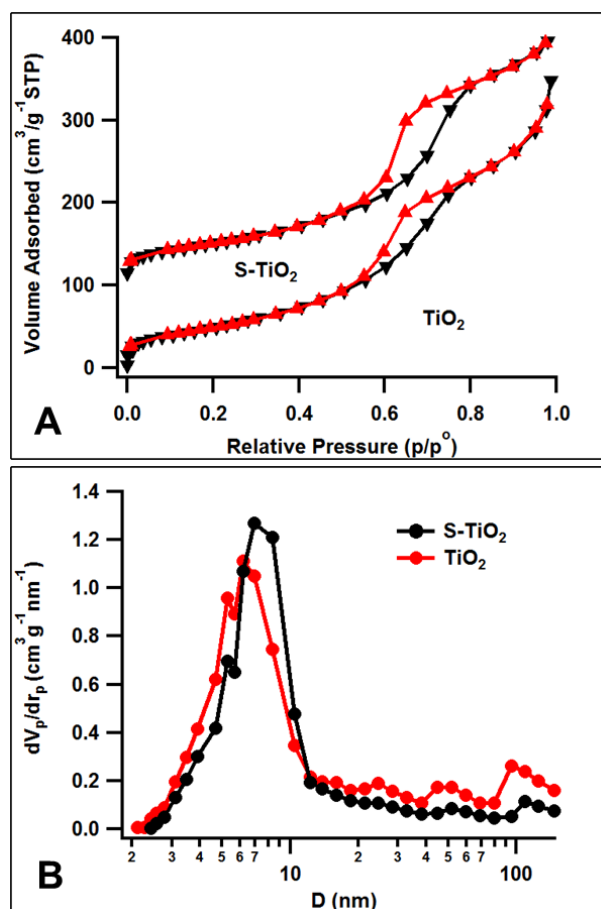 400
300
200
100
0
Volume Adsorbed (cm³/g⁻¹ STP)
S-TiO₂
TiO₂
0.0 0.2 0.4 0.6 0.8 1.0
A
Relative Pressure (p/p°)
1.4
1.2
1.0
0.8
0.6
0.4
0.2
0.0
dVₚ/drₚ (cm³ g⁻¹ nm⁻¹)
S-TiO₂
TiO₂
2 3 4 5 6 7 10 2 3 4 5 6 7 100
B
D (nm)